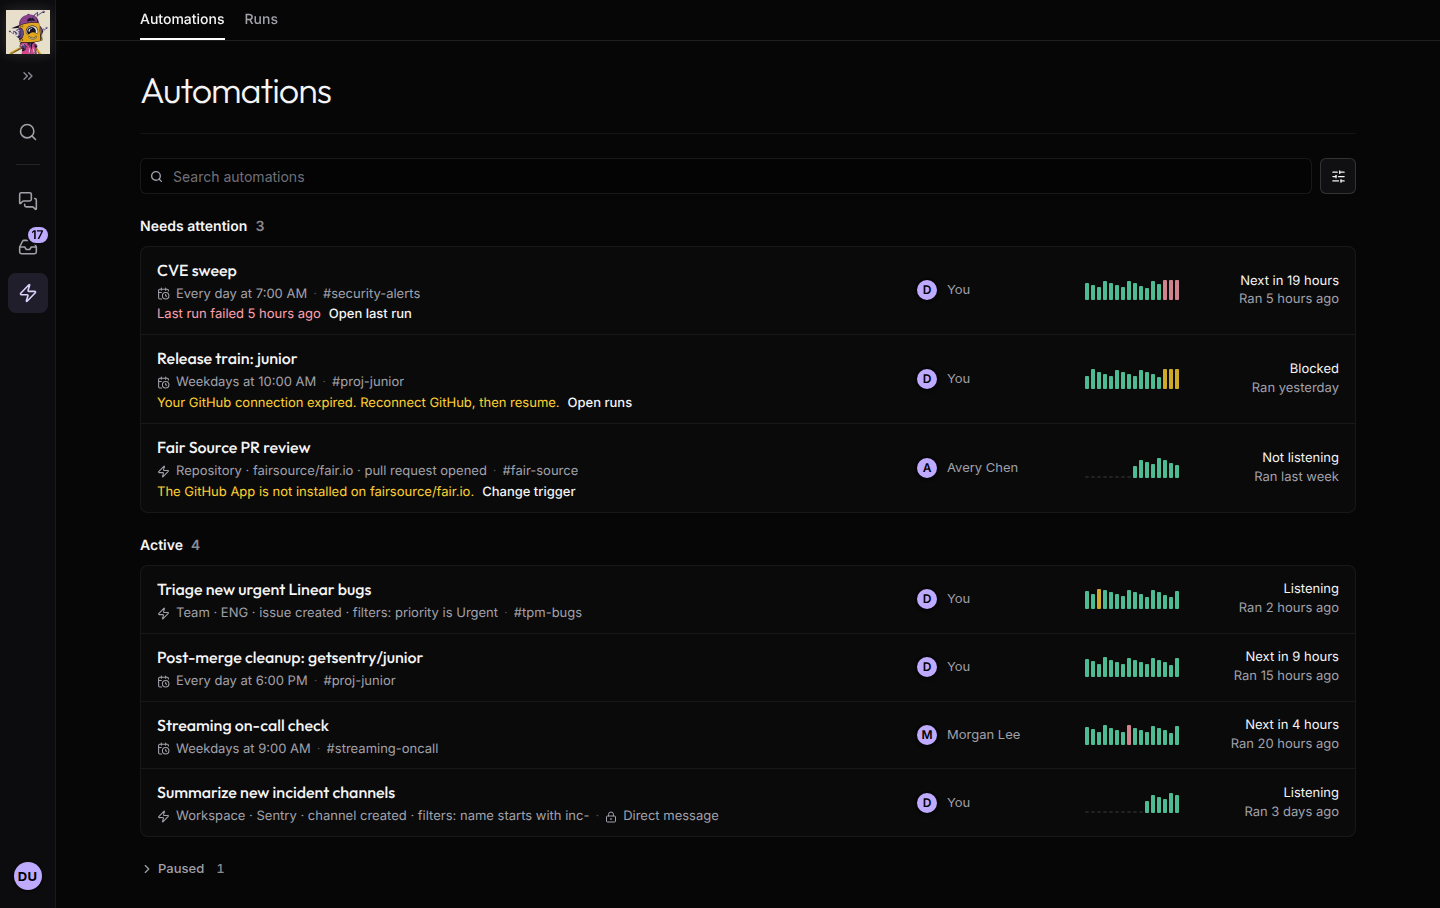 Automations Runs
Automations
Search automations
Needs attention 3
CVE sweep
Every day at 7:00 AM · #security-alerts
Last run failed 5 hours ago Open last run
D You
Next in 19 hours
Ran 5 hours ago
Release train: junior
Weekdays at 10:00 AM · #proj-junior
Your GitHub connection expired. Reconnect GitHub, then resume. Open runs
D You
Blocked
Ran yesterday
Fair Source PR review
Repository · fairsource/fair.io · pull request opened · #fair-source
The GitHub App is not installed on fairsource/fair.io. Change trigger
A Avery Chen
Not listening
Ran last week
Active 4
Triage new urgent Linear bugs
Team · ENG · issue created · filters: priority is Urgent · #tpm-bugs
D You
Listening
Ran 2 hours ago
Post-merge cleanup: getsentry/junior
Every day at 6:00 PM · #proj-junior
D You
Next in 9 hours
Ran 15 hours ago
Streaming on-call check
Weekdays at 9:00 AM · #streaming-oncall
M Morgan Lee
Next in 4 hours
Ran 20 hours ago
Summarize new incident channels
Workspace · Sentry · channel created · filters: name starts with inc- · Direct message
D You
Listening
Ran 3 days ago
Paused 1
17
DU